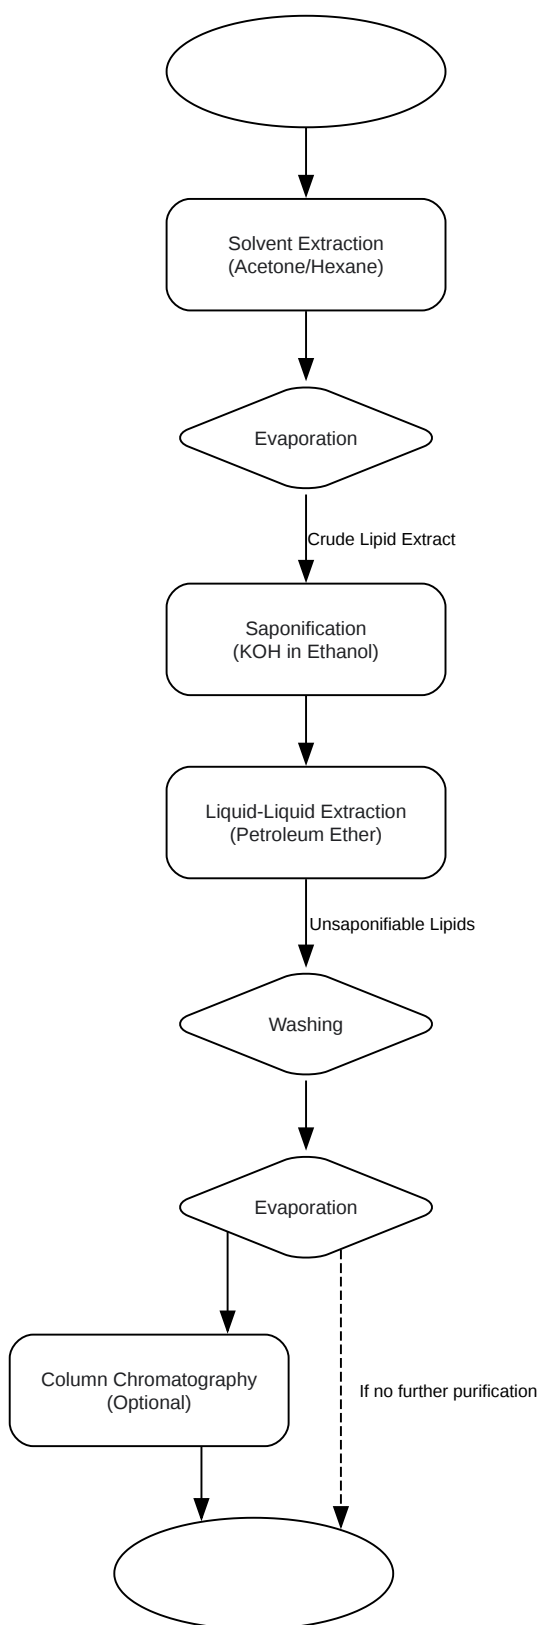 Solvent Extraction
(Acetone/Hexane)
Evaporation
Crude Lipid Extract
Saponification
(KOH in Ethanol)
Liquid-Liquid Extraction
(Petroleum Ether)
Unsaponifiable Lipids
Washing
Evaporation
Column Chromatography
(Optional)
If no further purification